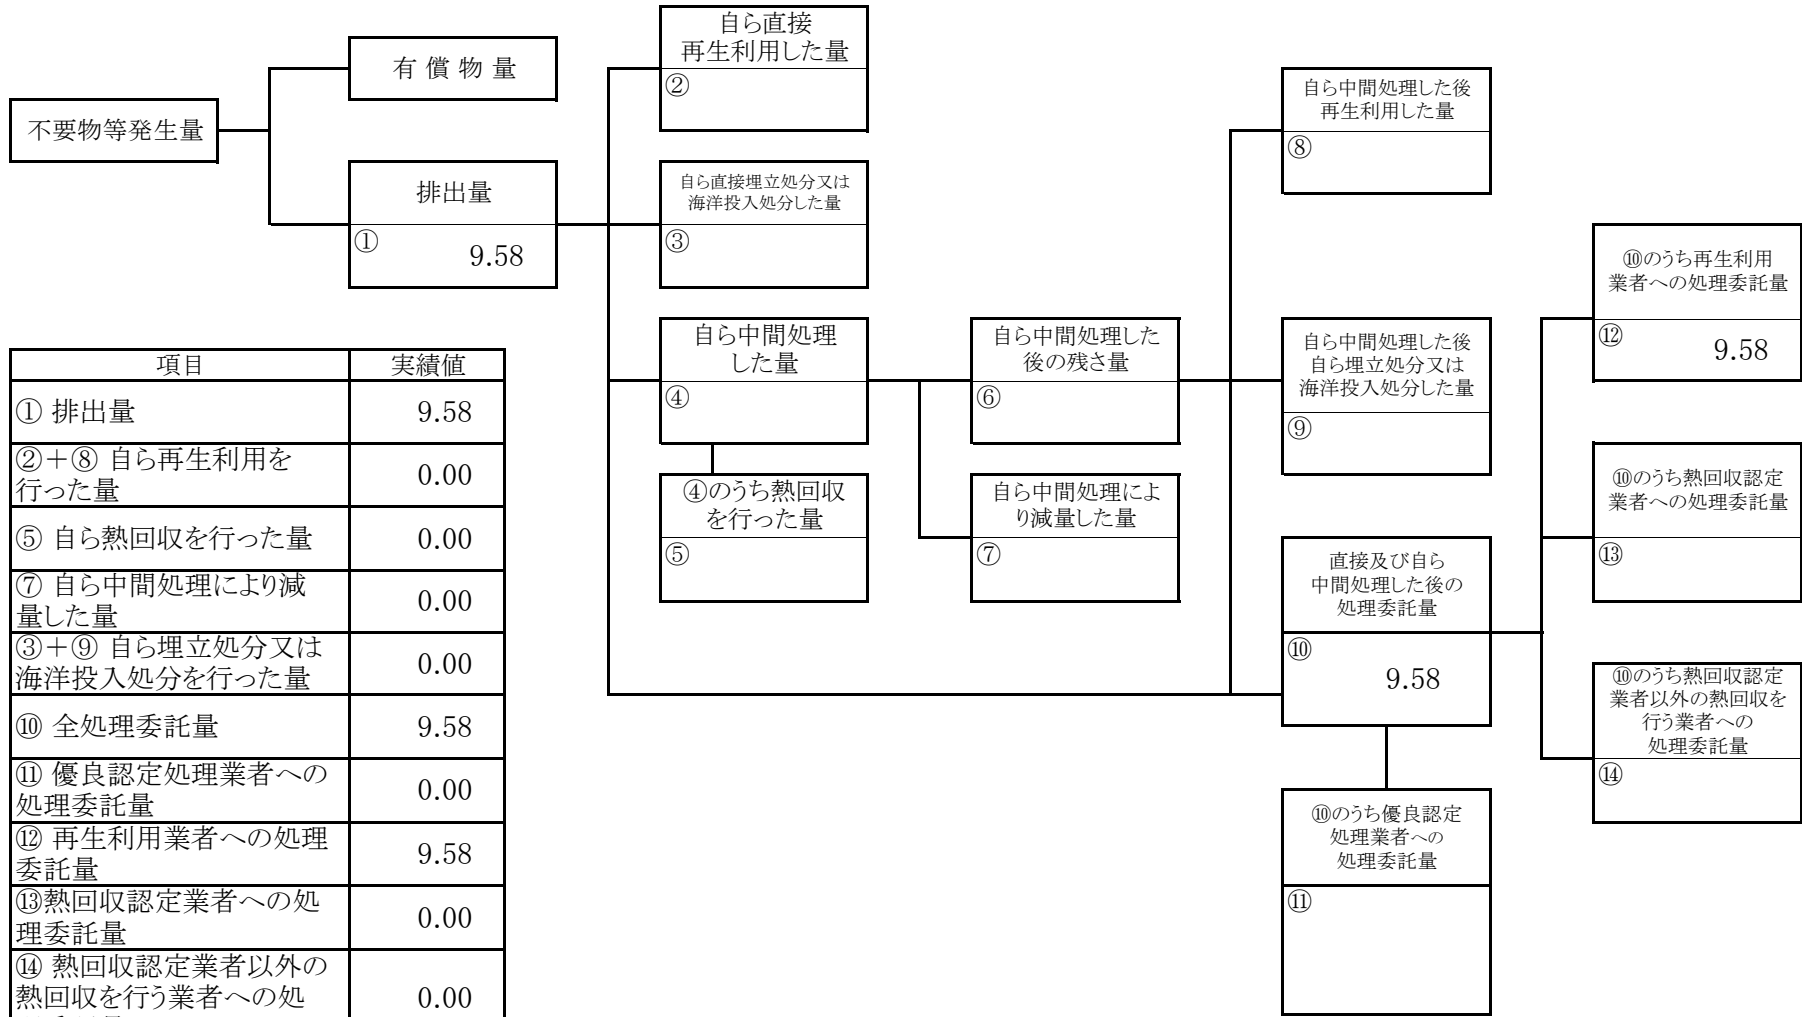 不要物等発生量
有 償 物 量
排出量
①
9.58
自ら直接
再生利用した量
②
自ら直接埋立処分又は
海洋投入処分した量
③
自ら中間処理
した量
④
④のうち熱回収
を行った量
⑤
自ら中間処理した
後の残さ量
⑥
自ら中間処理によ
り減量した量
⑦
自ら中間処理した後
再生利用した量
⑧
自ら中間処理した後
自ら埋立処分又は
海洋投入処分した量
⑨
直接及び自ら
中間処理した後の
処理委託量
⑩
9.58
⑩のうち優良認定
処理業者への
処理委託量
⑪
⑩のうち再生利用
業者への処理委託量
⑫
9.58
⑩のうち熱回収認定
業者への処理委託量
⑬
⑩のうち熱回収認定
業者以外の熱回収を
行う業者への
処理委託量
⑭
項目 実績値
① 排出量 9.58
②＋⑧ 自ら再生利用を
行った量 0.00
⑤ 自ら熱回収を行った量 0.00
⑦ 自ら中間処理により減
量した量 0.00
③＋⑨ 自ら埋立処分又は
海洋投入処分を行った量 0.00
⑩ 全処理委託量 9.58
⑪ 優良認定処理業者への
処理委託量 0.00
⑫ 再生利用業者への処理
委託量 9.58
⑬熱回収認定業者への処
理委託量 0.00
⑭ 熱回収認定業者以外の
熱回収を行う業者への処 0.00